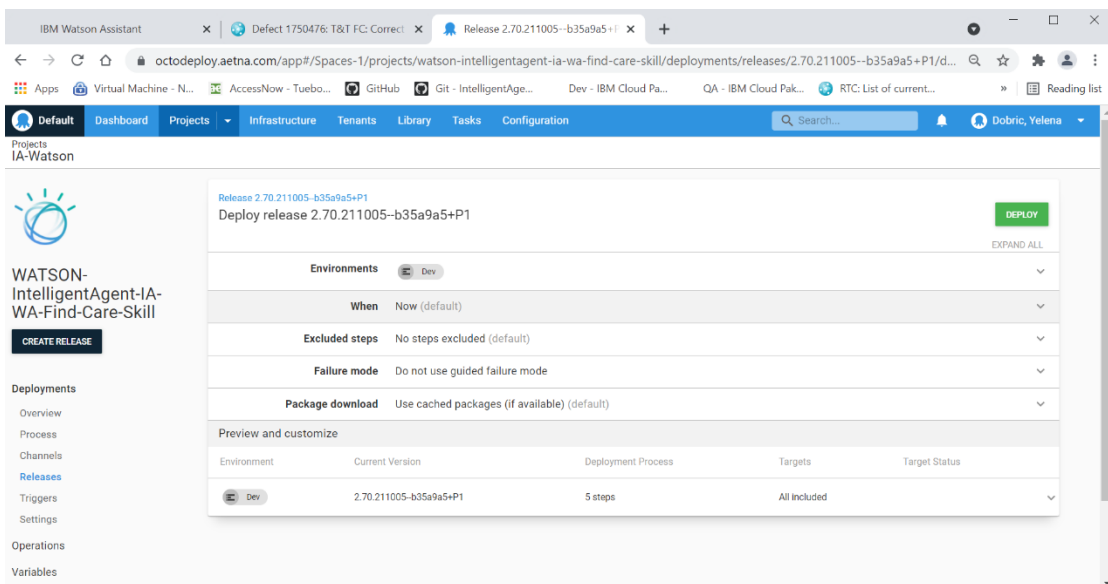 IBM Watson Assistant
Defect 1750476: T&T FC: Correct
Release 2.70.211005--b35a9a5+P
octodeploy.aetna.com/app#/Spaces-1/projects/watson-intelligentagent-ia-wa-find-care-skill/deployments/releases/2.70.211005--b35a9a5+P1/d...
Apps Virtual Machine - N... AccessNow - Tuebo... GitHub Git - IntelligentAge... Dev - IBM Cloud Pa... QA - IBM Cloud Pak... RTC: List of current... » Reading list
Default Dashboard Projects Infrastructure Tenants Library Tasks Configuration Search... Dobric, Yelena
Projects
IA-Watson
WATSON-
IntelligentAgent-IA-
WA-Find-Care-Skill
CREATE RELEASE
Deployments
Overview
Process
Channels
Releases
Triggers
Settings
Operations
Variables
Release 2.70.211005--b35a9a5+P1
Deploy release 2.70.211005--b35a9a5+P1
DEPLOY
EXPAND ALL
Environments Dev
When Now (default)
Excluded steps No steps excluded (default)
Failure mode Do not use guided failure mode
Package download Use cached packages (if available) (default)
Preview and customize
Environment Current Version Deployment Process Targets Target Status
Dev 2.70.211005--b35a9a5+P1 5 steps All included